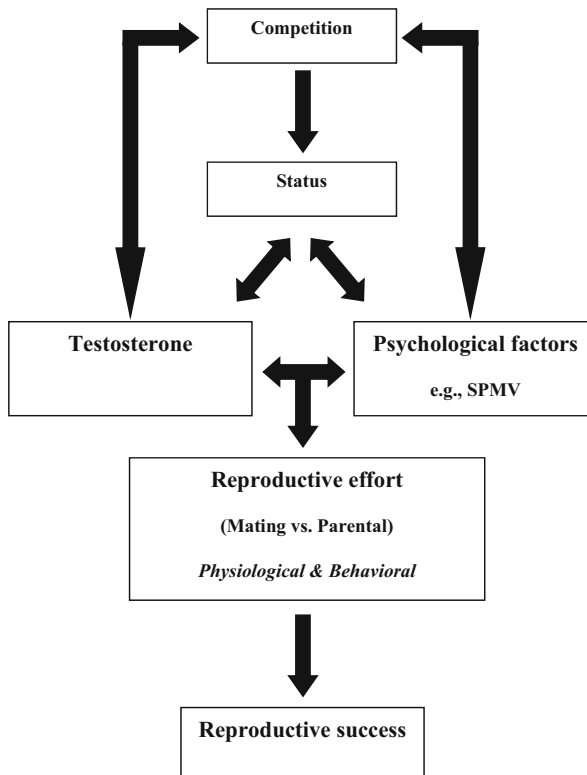 Competition
Status
Testosterone
Psychological factors
e.g., SPMV
Reproductive effort
(Mating vs. Parental)
Physiological & Behavioral
Reproductive success